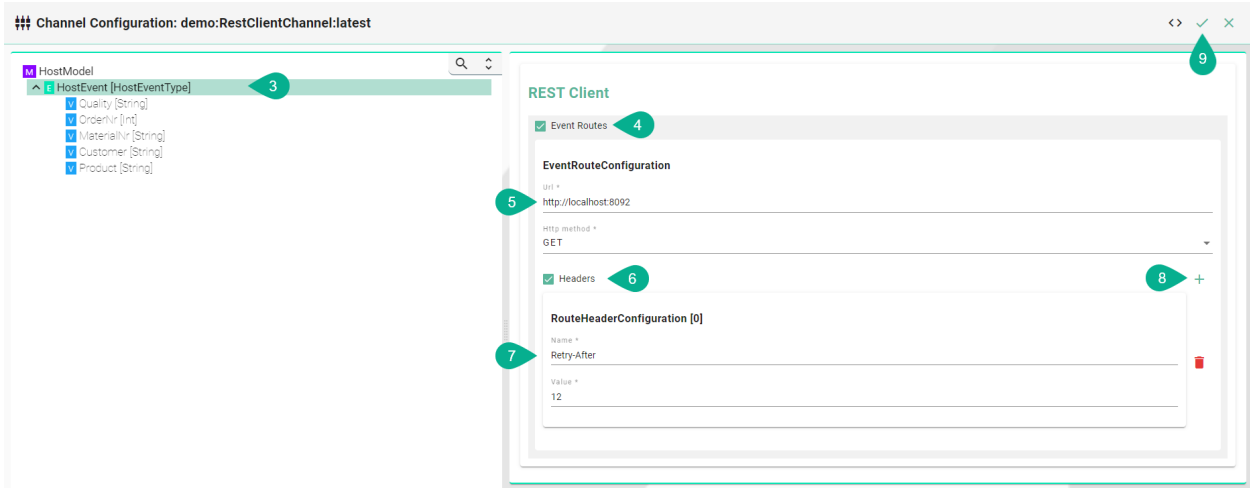 Channel Configuration: demo:RestClientChannel:latest
9
M HostModel
E HostEvent [HostEventType]
3
V Quality [String]
V OrderNr [Int]
V MaterialNr [String]
V Customer [String]
V Product [String]
REST Client
Event Routes
4
EventRouteConfiguration
Url *
5
http://localhost:8092
Http method *
GET
Headers
6
8
RouteHeaderConfiguration [0]
Name *
7
Retry-After
Value *
12